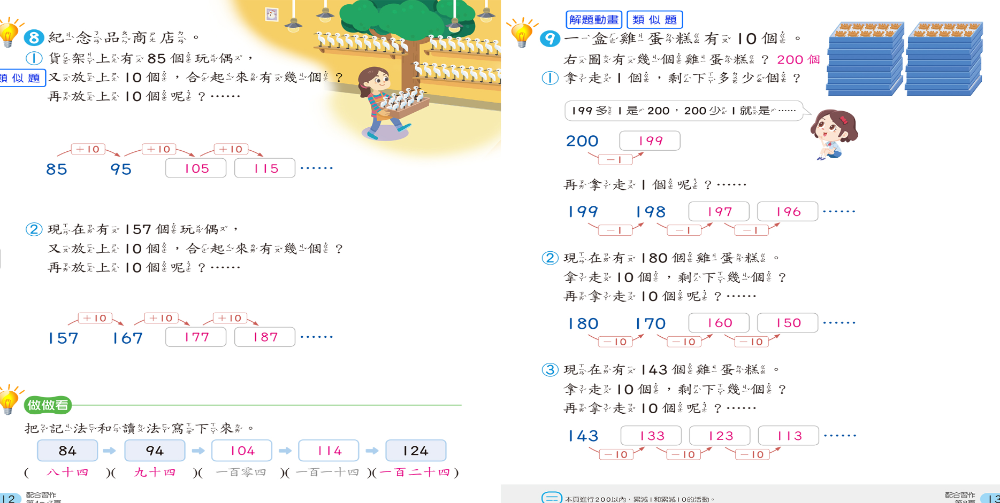 8 紀念品商店。
① 貨架上有85個玩偶，
類似題
又放上10個，合起來有幾個？
再放上10個呢？……
+10 +10 +10
85 95 105 115 ……
② 現在有157個玩偶，
又放上10個，合起來有幾個？
再放上10個呢？……
+10 +10 +10
157 167 177 187 ……
做做看
把記法和讀法寫下來。
84 94 104 114 124
( 八十四 )( 九十四 )( 一百零四 )( 一百一十四 )( 一百二十四 )
12 配合習作
第4～7頁
解題動畫 類似題
9 一盒雞蛋糕有10個。
右圖有幾個雞蛋糕？ 200個
① 拿走1個，剩下多少個？
199多1是200，200少1就是……
200 199
－1
再拿走1個呢？……
199 198 197 196 ……
－1 －1 －1
② 現在有180個雞蛋糕。
拿走10個，剩下幾個？
再拿走10個呢？……
180 170 160 150 ……
－10 －10 －10
③ 現在有143個雞蛋糕。
拿走10個，剩下幾個？
再拿走10個呢？……
143 133 123 113 ……
－10 －10 －10
本頁進行200以內，累減1和累減10的活動。
配合習作
第8頁
13